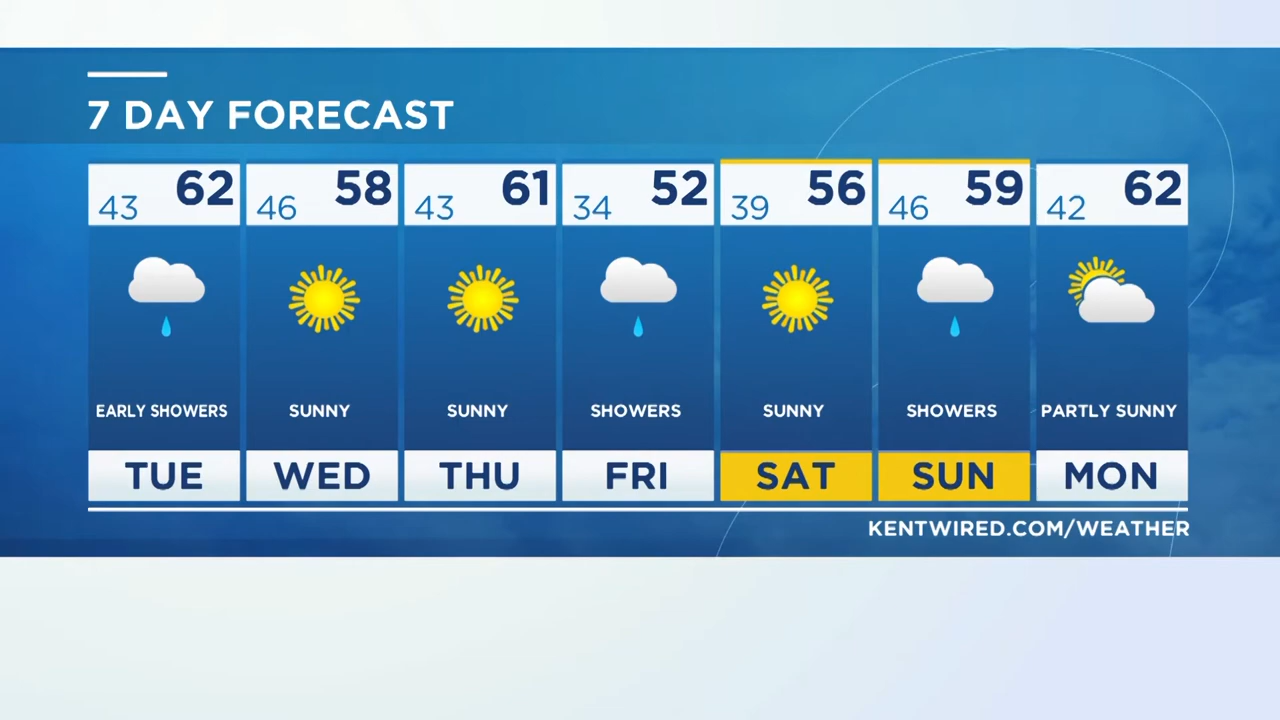 7 DAY FORECAST
43 62
46 58
43 61
34 52
39 56
46 59
42 62
EARLY SHOWERS
SUNNY
SUNNY
SHOWERS
SUNNY
SHOWERS
PARTLY SUNNY
TUE
WED
THU
FRI
SAT
SUN
MON
KENTWIRED.COM/WEATHER